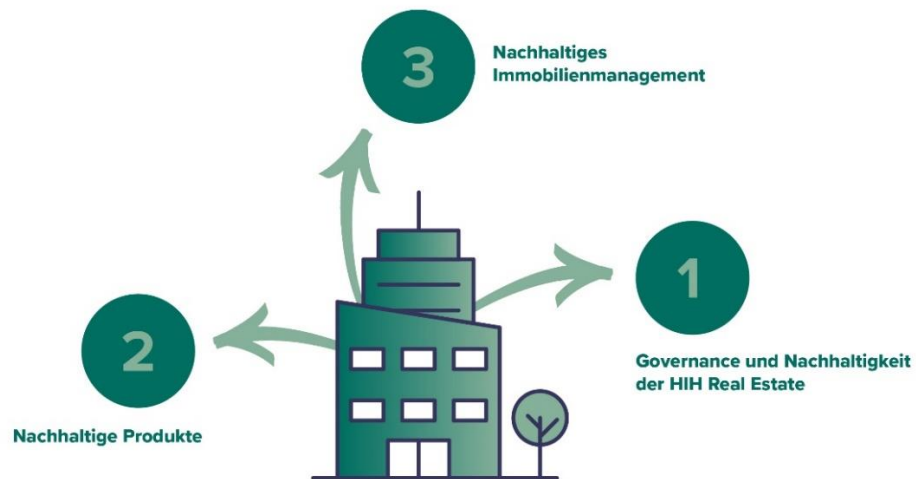 3
Nachhaltiges
Immobilienmanagement
1
Governance und Nachhaltigkeit
der HIH Real Estate
2
Nachhaltige Produkte